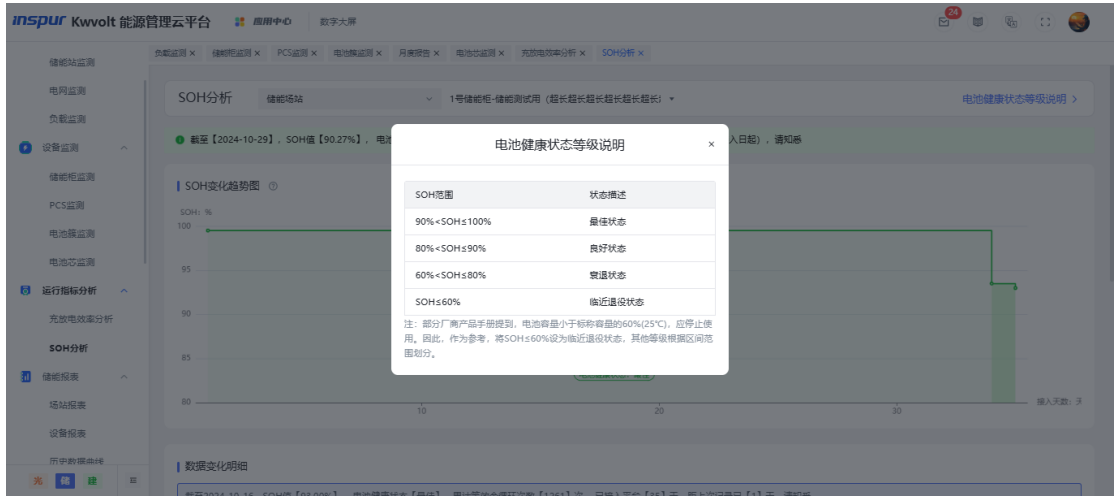 inspur Kwvolt 能源管理云平台
应用中心
数字大屏
24
负载监测 ×
储能柜监测 ×
PCS监测 ×
电池簇监测 ×
月度报告 ×
电池芯监测 ×
充放电效率分析 ×
SOH分析 ×
储能站监测
电网监测
负载监测
设备监测
储能柜监测
PCS监测
电池簇监测
电池芯监测
运行指标分析
充放电效率分析
SOH分析
储能报表
场站报表
设备报表
历史数据曲线
光 储 建
SOH分析
储能场站
1号储能柜-储能测试用（超长超长超长超长超长超长
电池健康状态等级说明 >
截至【2024-10-29】，SOH值【90.27%】，电池
入日起），请知悉
SOH变化趋势图
SOH：%
100
95
90
85
80
10
20
30
接入天数：天
电池健康状态等级说明
×
SOH范围 状态描述
90%<SOH≤100% 最佳状态
80%<SOH≤90% 良好状态
60%<SOH≤80% 衰退状态
SOH≤60% 临近退役状态
注：部分厂商产品手册提到，电池容量小于标称容量的60%(25℃)，应停止使
用。因此，作为参考，将SOH≤60%设为临近退役状态，其他等级根据区间范
围划分。
数据变化明细